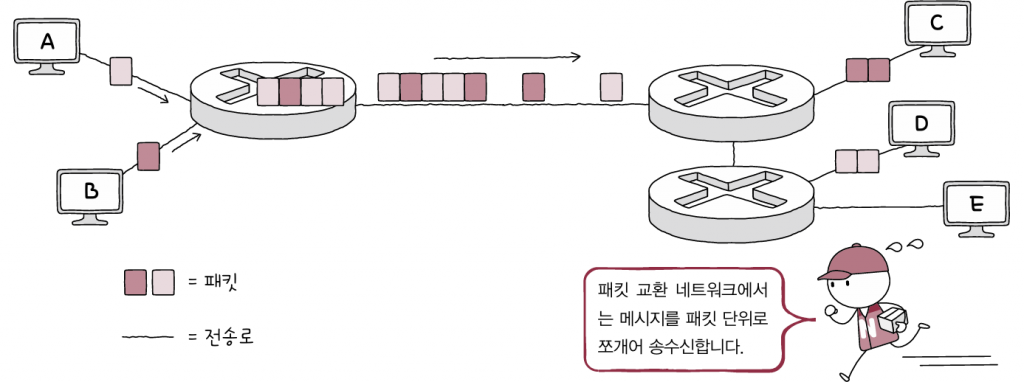 A
C
D
B
E
= 패킷
= 전송로
패킷 교환 네트워크에서
는 메시지를 패킷 단위로
쪼개어 송수신합니다.